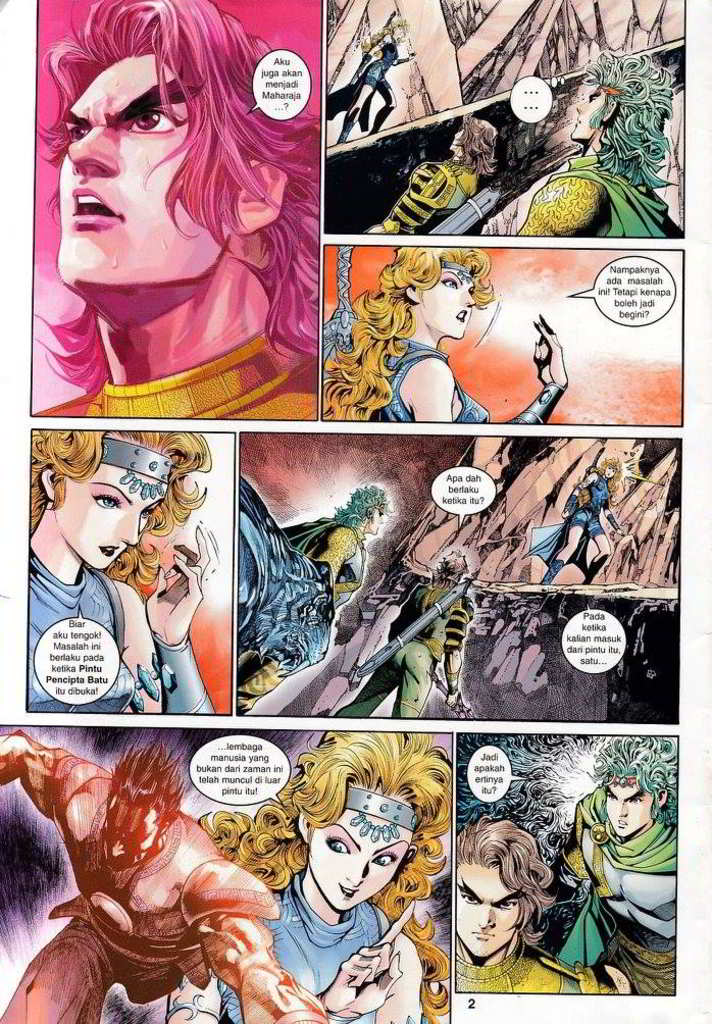 Aku
juga akan
menjadi
Maharaja
...?
... ...
... ...
Nampaknya
ada masalah
ini! Tetapi kenapa
boleh jadi
begini?
Biar
aku tengok!
Masalah ini
berlaku pada
ketika Pintu
Pencipta Batu
itu dibuka!
Apa dah
berlaku
ketika itu?
Pada
ketika
kalian masuk
dari pintu itu,
satu...
...lembaga
manusia yang
bukan dari zaman ini
telah muncul di luar
pintu itu!
Jadi
apakah
ertinya
itu?
2